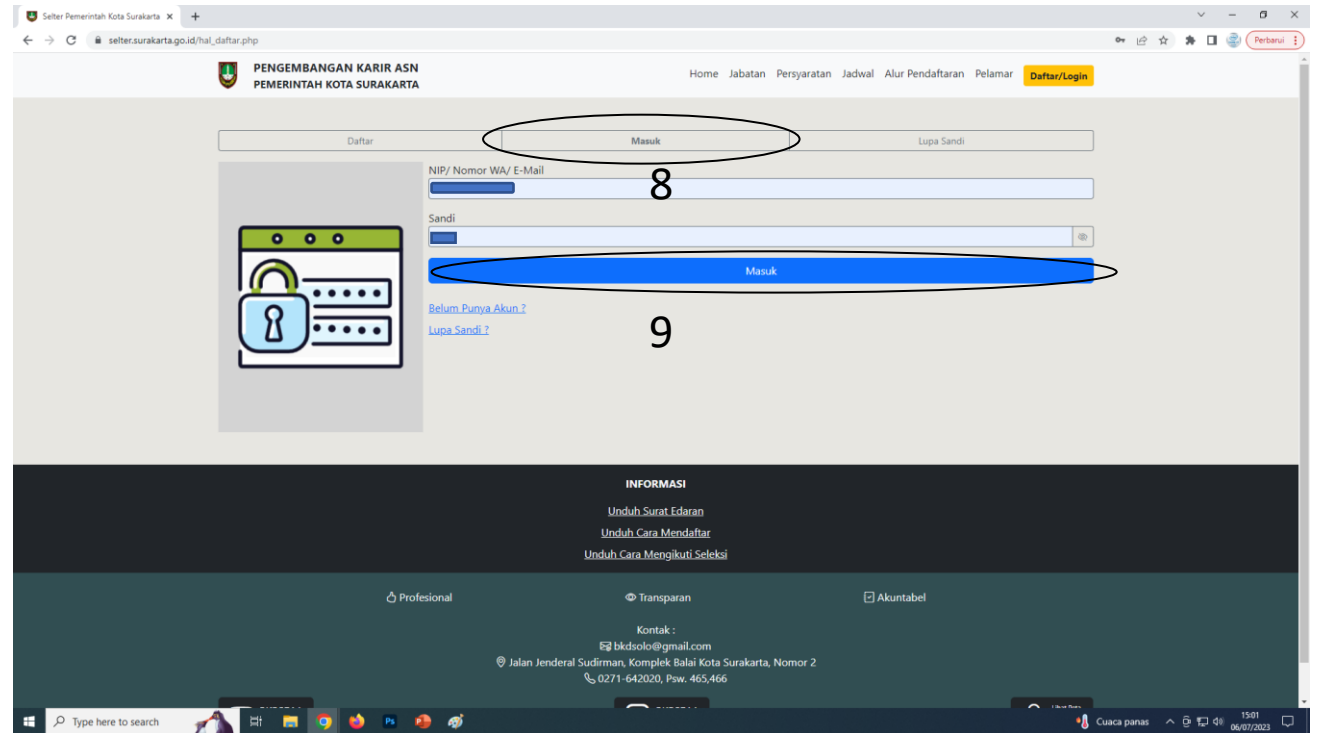 Selter Pemerintah Kota Surakarta
selter.surakarta.go.id/hal_daftar.php
Perbarui
PENGEMBANGAN KARIR ASN
PEMERINTAH KOTA SURAKARTA
Home Jabatan Persyaratan Jadwal Alur Pendaftaran Pelamar Daftar/Login
Daftar Masuk Lupa Sandi
8
NIP/ Nomor WA/ E-Mail
Sandi
Masuk
Belum Punya Akun ?
Lupa Sandi ?
9
INFORMASI
Unduh Surat Edaran
Unduh Cara Mendaftar
Unduh Cara Mengikuti Seleksi
Profesional Transparan Akuntabel
Kontak :
bkdsolo@gmail.com
Jalan Jenderal Sudirman, Komplek Balai Kota Surakarta, Nomor 2
0271-642020, Psw. 465,466
Type here to search
Ps
Cuaca panas
15:01
06/07/2023